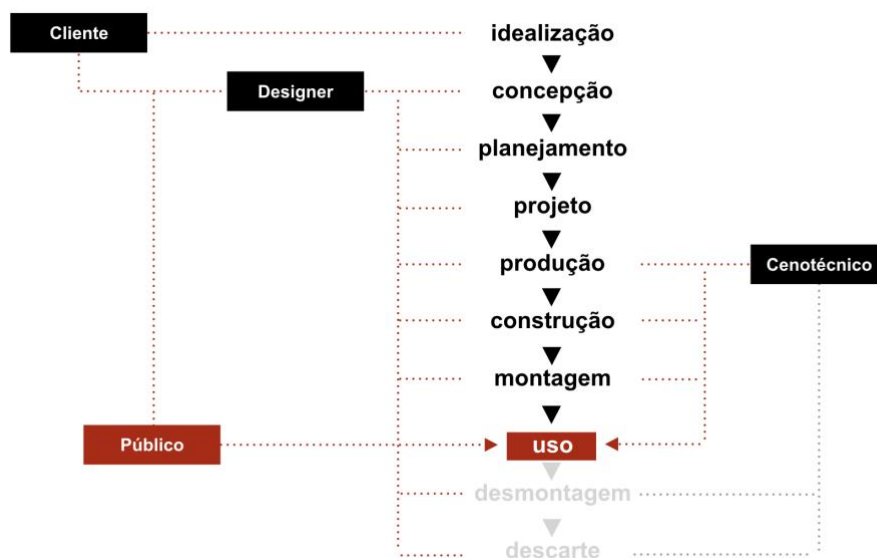 Cliente
idealização
Designer
concepção
planejamento
projeto
produção
Cenotécnico
construção
montagem
Público
uso
desmontagem
descarte